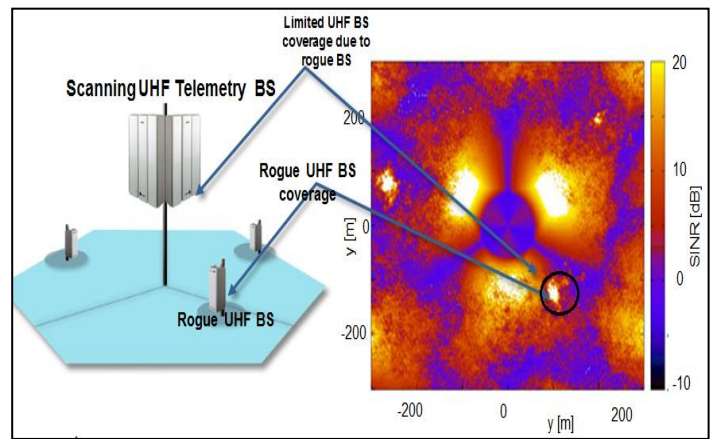 Limited UHF BS
coverage due to
rogue BS
Scanning UHF Telemetry BS
Rogue UHF BS
coverage
Rogue UHF BS
200
0
-200
y [m]
-200
0
200
y [m]
20
10
0
-10
SINR [dB]